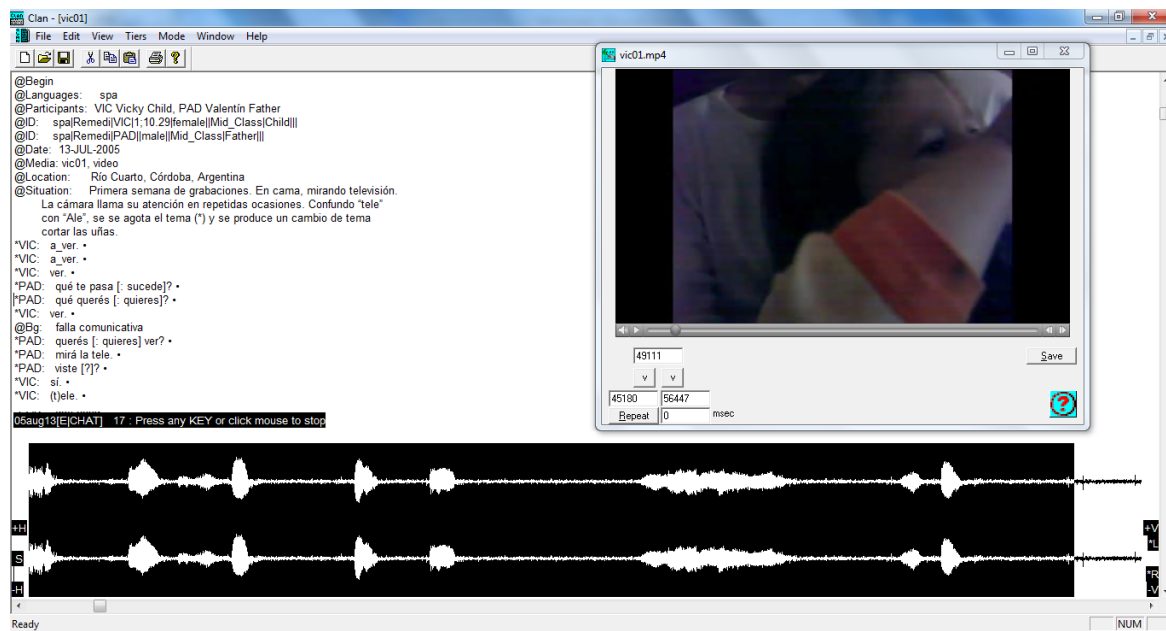 Clan - [vic01]
File Edit View Tiers Mode Window Help
@Begin
@Languages: spa
@Participants: VIC Vicky Child, PAD Valentín Father
@ID: spa|Remedi|VIC|1;10.29|female||Mid_Class|Child|||
@ID: spa|Remedi|PAD||male||Mid_Class|Father|||
@Date: 13-JUL-2005
@Media: vic01, video
@Location: Río Cuarto, Córdoba, Argentina
@Situation: Primera semana de grabaciones. En cama, mirando televisión.
La cámara llama su atención en repetidas ocasiones. Confundo “tele”
con “Ale”, se se agota el tema (*) y se produce un cambio de tema
cortar las uñas.
*VIC: a_ver. •
*VIC: a_ver. •
*VIC: ver. •
*PAD: qué te pasa [: sucede]? •
*PAD: qué querés [: quieres]? •
*VIC: ver. •
@Bg: falla comunicativa
*PAD: querés [: quieres] ver? •
*PAD: mirá la tele. •
*PAD: viste [?]? •
*VIC: sí. •
*VIC: (t)ele. •
05aug13[E|CHAT] 17 : Press any KEY or click mouse to stop
vic01.mp4
49111
Save
v v
45180 56447
Repeat 0 msec
?
+H
S
-H
+V
*L
*R
-V
Ready
NUM